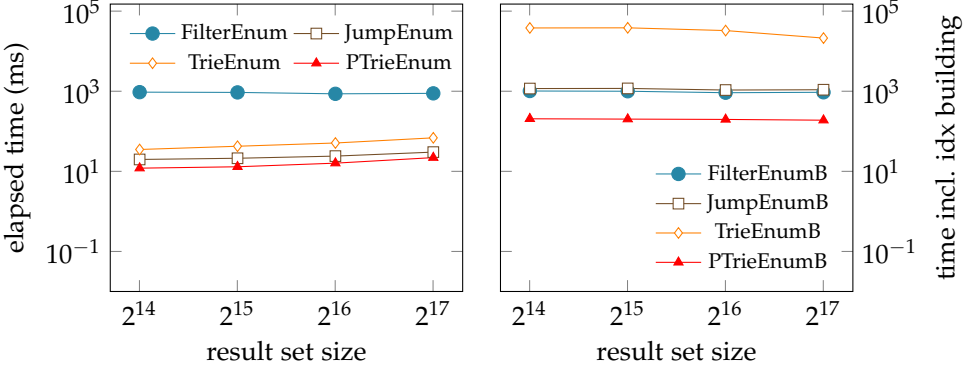 elapsed time (ms)
10^5
10^3
10^1
10^−1
FilterEnum JumpEnum
TrieEnum PTrieEnum
2^14 2^15 2^16 2^17
result set size
FilterEnumB
JumpEnumB
TrieEnumB
PTrieEnumB
2^14 2^15 2^16 2^17
result set size
10^5
10^3
10^1
10^−1
time incl. idx building